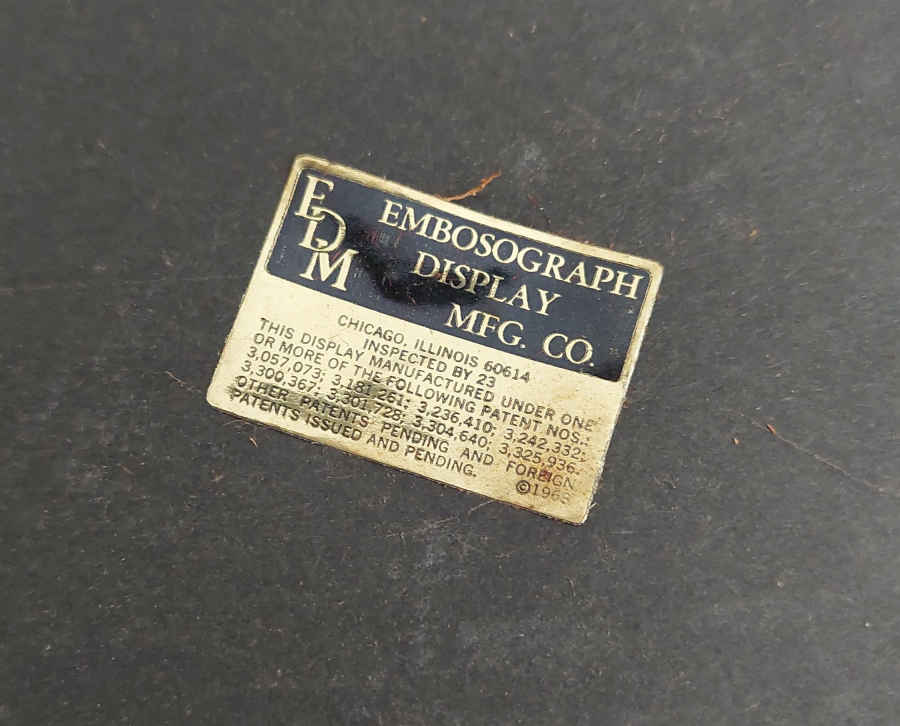 EDM
EMBOSOGRAPH
DISPLAY
MFG. CO.
CHICAGO, ILLINOIS 60614
INSPECTED BY 23
THIS DISPLAY MANUFACTURED UNDER ONE
OR MORE OF THE FOLLOWING PATENT NOS.:
3,057,073; 3,181,261; 3,236,410; 3,242,332;
3,300,367; 3,301,728; 3,304,640; 3,325,936.
OTHER PATENTS PENDING AND FOREIGN
PATENTS ISSUED AND PENDING.
©1968